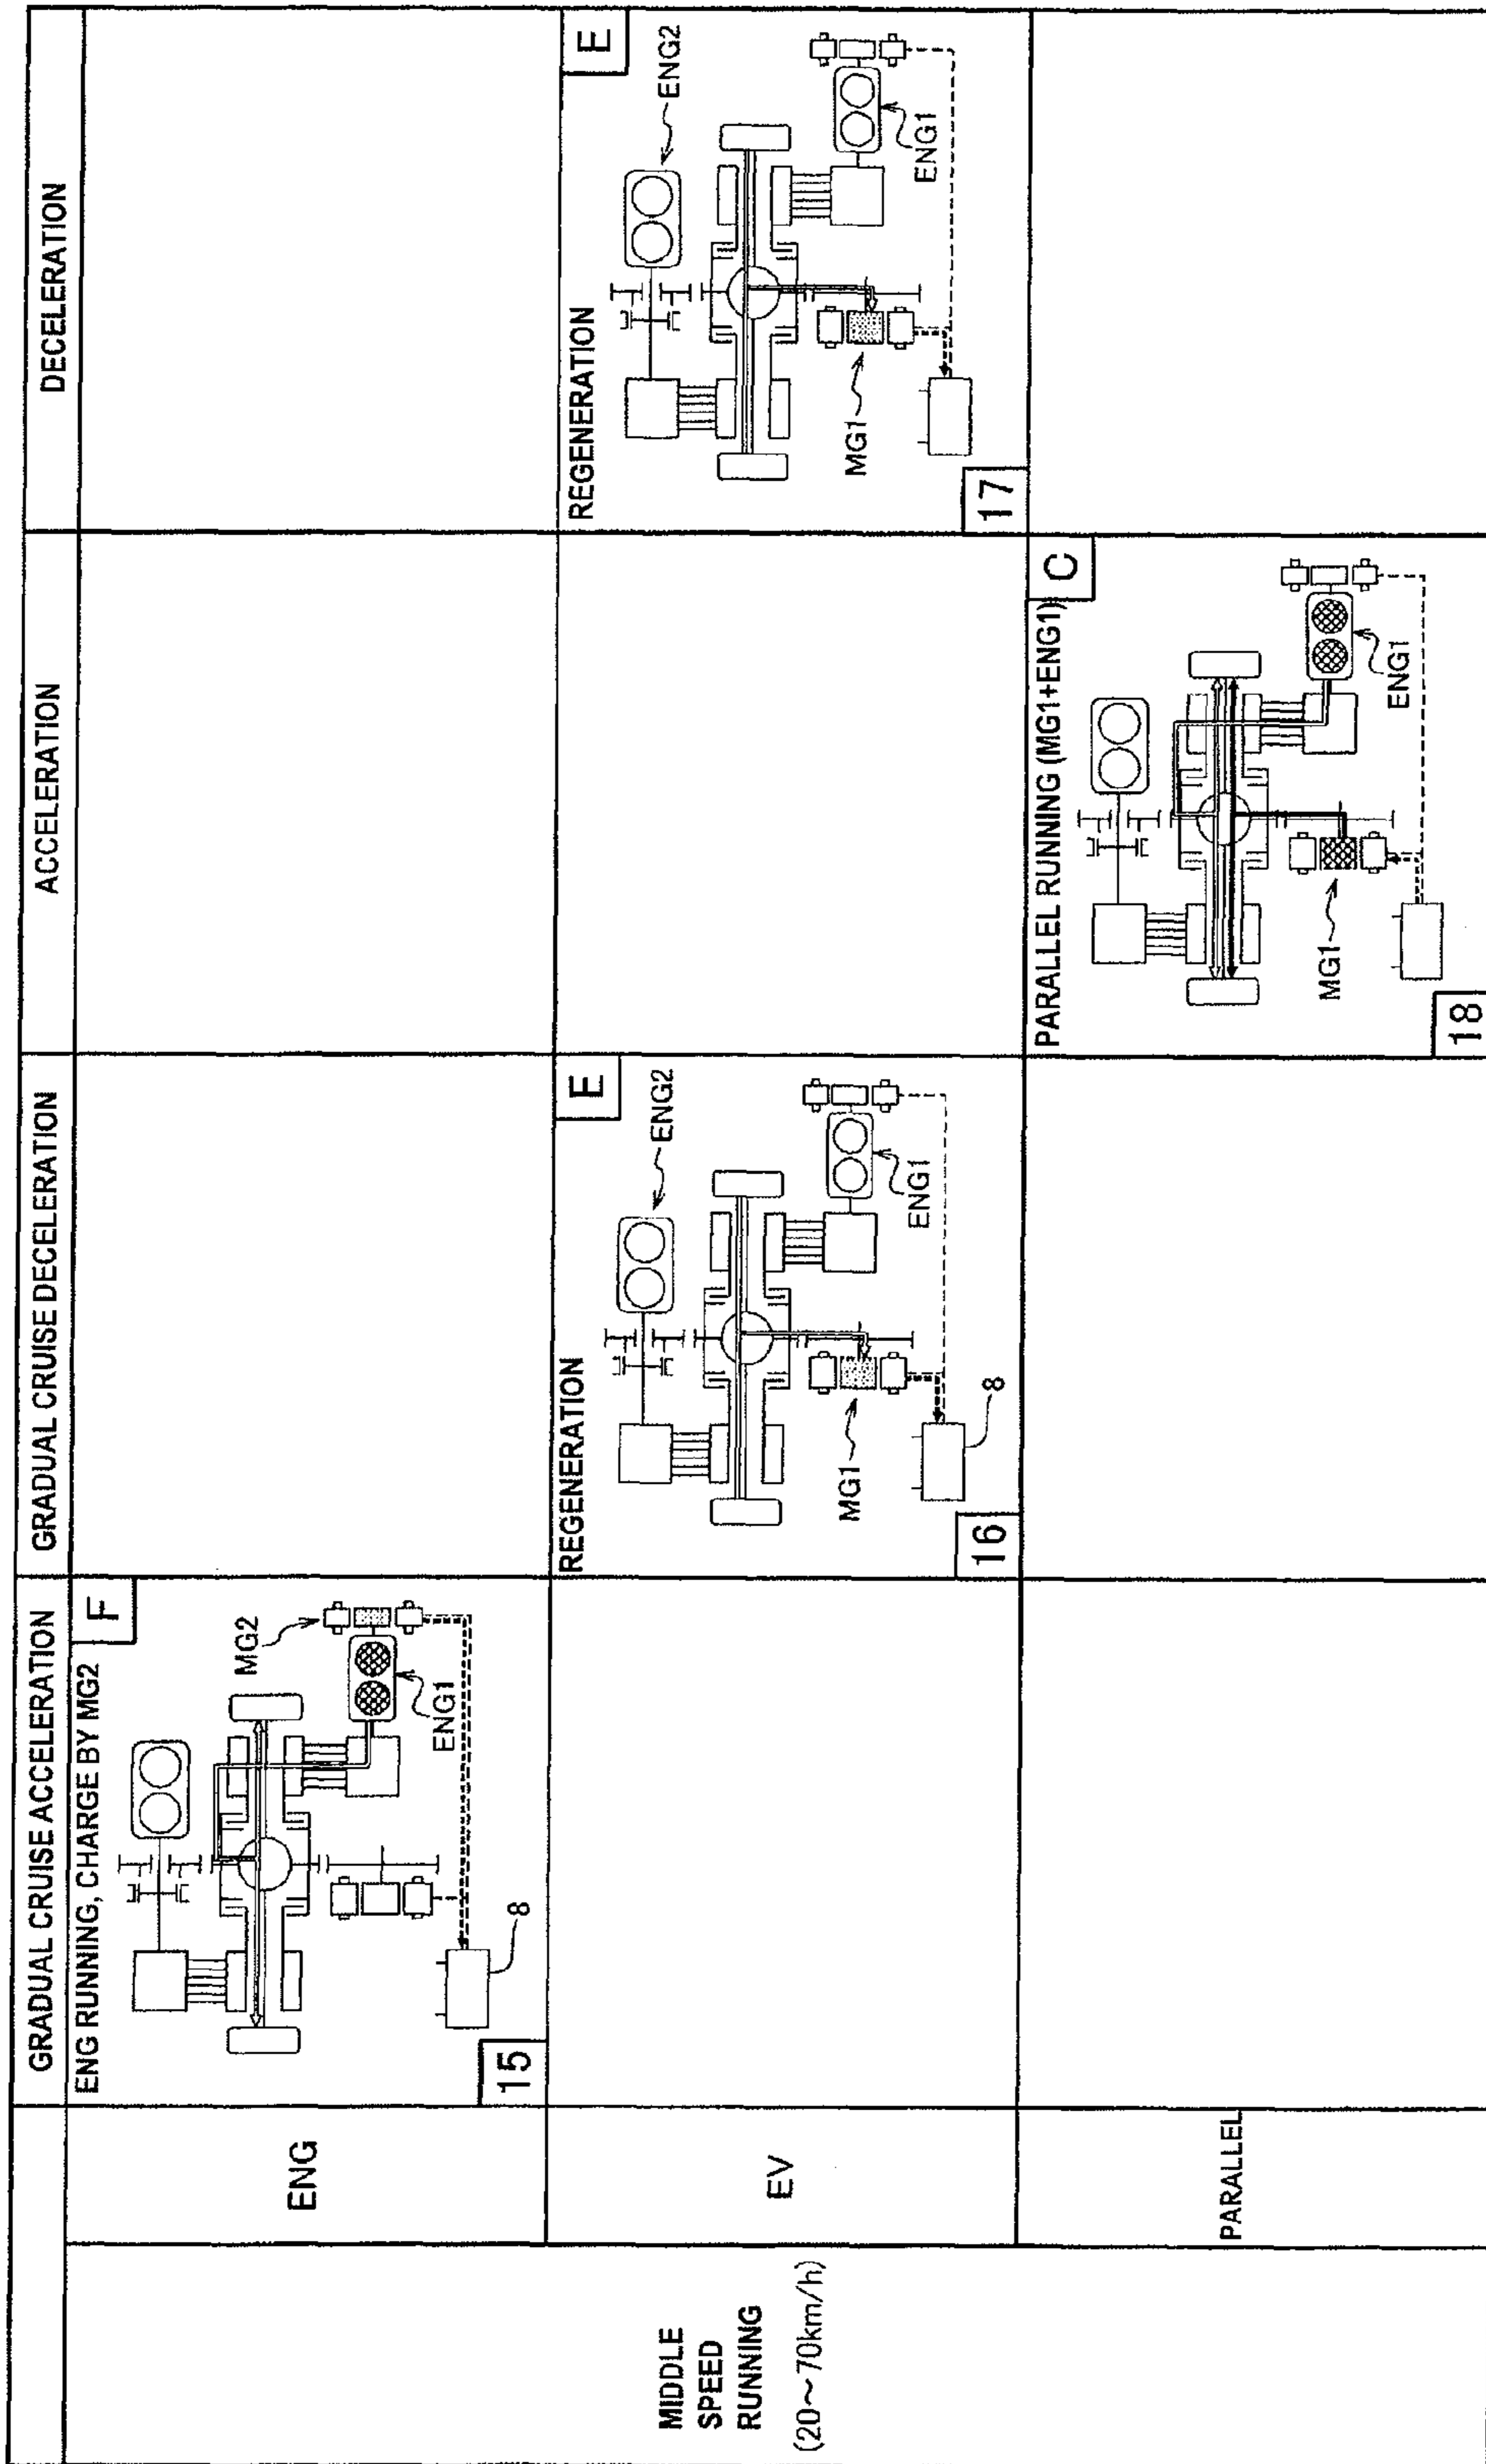 GRADUAL CRUISE ACCELERATION
GRADUAL CRUISE DECELERATION
ACCELERATION
DECELERATION
MIDDLE
SPEED
RUNNING
(20~70km/h)
ENG
ENG RUNNING, CHARGE BY MG2
F
MG2
ENG1
8
15
EV
REGENERATION
E
ENG2
ENG1
MG1
8
16
REGENERATION
E
ENG2
ENG1
MG1
17
PARALLEL
PARALLEL RUNNING (MG1+ENG1)
C
ENG1
MG1
18